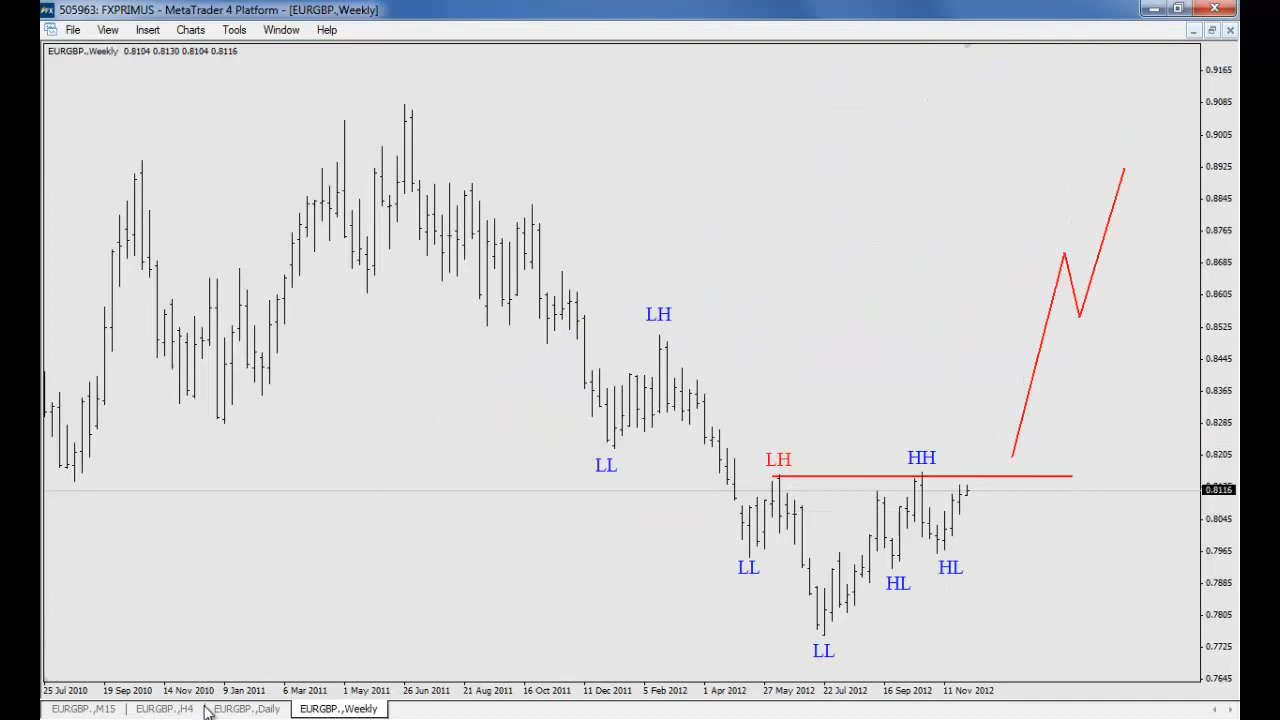 505963: FXPRIMUS - MetaTrader 4 Platform - [EURGBP.,Weekly]
File View Insert Charts Tools Window Help
EURGBP.,Weekly 0.8104 0.8130 0.8104 0.8116
0.9165
0.9085
0.9005
0.8925
0.8845
0.8765
0.8685
0.8605
0.8525
0.8445
0.8365
0.8285
0.8205
0.8116
0.8045
0.7965
0.7885
0.7805
0.7725
0.7645
LH
LL
LH
HH
LL
HL
HL
LL
25 Jul 2010 19 Sep 2010 14 Nov 2010 9 Jan 2011 6 Mar 2011 1 May 2011 26 Jun 2011 21 Aug 2011 16 Oct 2011 11 Dec 2011 5 Feb 2012 1 Apr 2012 27 May 2012 22 Jul 2012 16 Sep 2012 11 Nov 2012
EURGBP.,M15 | EURGBP.,H4 EURGBP.,Daily EURGBP.,Weekly